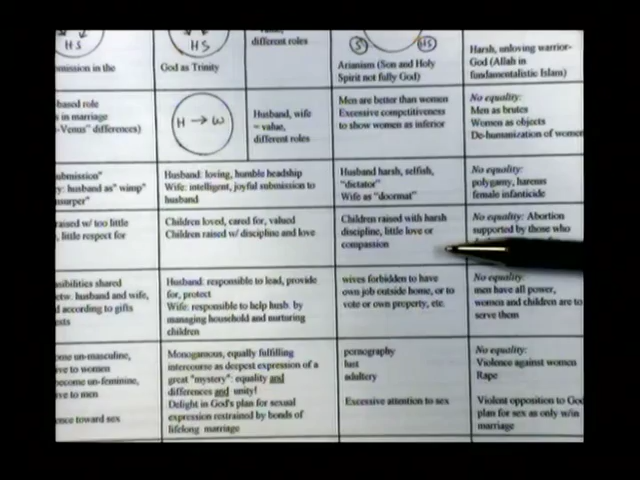 HS
HS
different roles
S
HS
mission in the
God as Trinity
Arianism (Son and Holy
Spirit not fully God)
Harsh, unloving warrior-
God (Allah in
fundamentalistic Islam)
based role
s in marriage
-Venus" differences)
H → W
Husband, wife
= value,
different roles
Men are better than women
Excessive competitiveness
to show women as inferior
No equality:
Men as brutes
Women as objects
De-humanization of women
ubmission"
y: husband as" wimp"
surper"
Husband: loving, humble headship
Wife: intelligent, joyful submission to
husband
Husband harsh, selfish,
"dictator"
Wife as "doormat"
No equality:
polygamy, harems
female infanticide
raised w/ too little
, little respect for
Children loved, cared for, valued
Children raised w/ discipline and love
Children raised with harsh
discipline, little love or
compassion
No equality: Abortion
supported by those who
sibilities shared
husband and wife,
d according to gifts
ests
Husband: responsible to lead, provide
for, protect
Wife: responsible to help husb. by
managing household and nurturing
children
wives forbidden to have
own job outside home, or to
vote or own property, etc.
No equality:
men have all power,
women and children are to
serve them
ome un-masculine,
ive to women
become un-feminine,
ive to men
ence toward sex
Monogamous, equally fulfilling
intercourse as deepest expression of a
great "mystery": equality and
differences and unity!
Delight in God's plan for sexual
expression restrained by bonds of
lifelong marriage
pornography
lust
adultery
Excessive attention to sex
No equality:
Violence against women
Rape
Violent opposition to God
plan for sex as only w/in
marriage